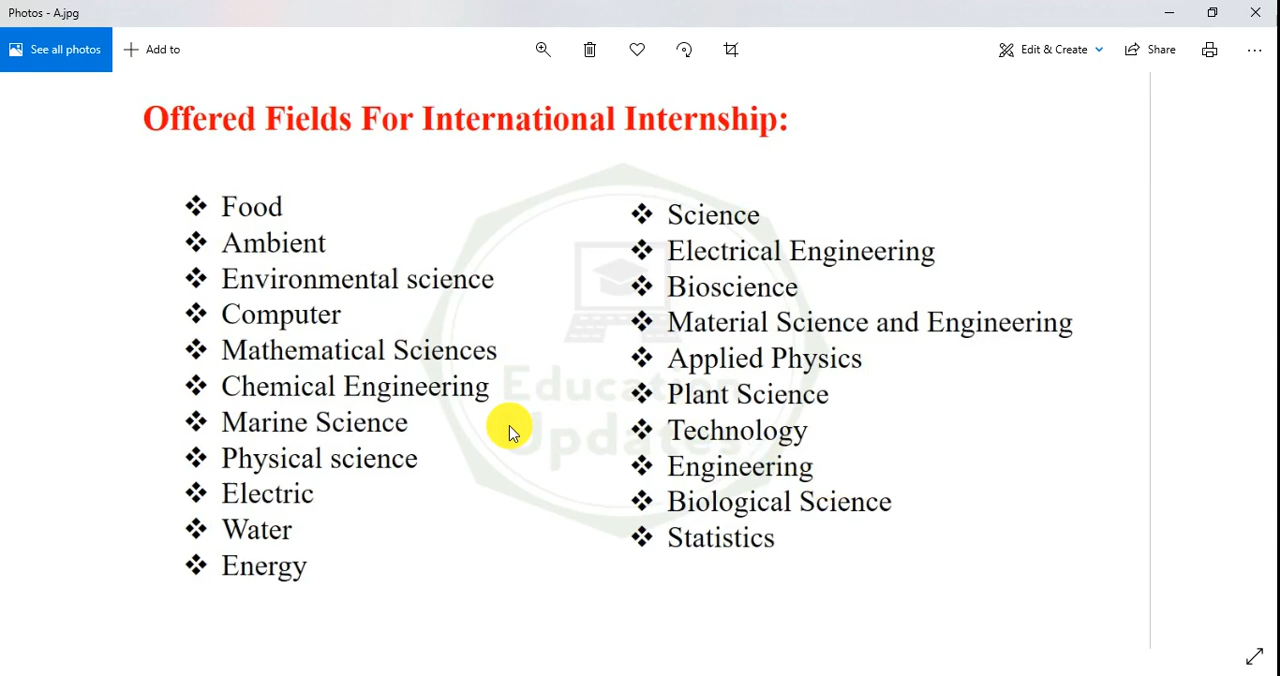 Photos - A.jpg
See all photos
Add to
Edit & Create
Share
Offered Fields For International Internship:
Food
Ambient
Environmental science
Computer
Mathematical Sciences
Chemical Engineering
Marine Science
Physical science
Electric
Water
Energy
Science
Electrical Engineering
Bioscience
Material Science and Engineering
Applied Physics
Plant Science
Technology
Engineering
Biological Science
Statistics
Education
Updates